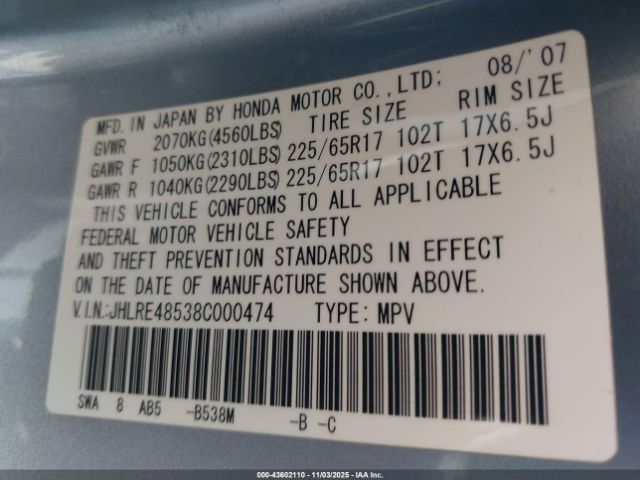 MFD. IN JAPAN BY HONDA MOTOR CO.,LTD; 08/'07
GVWR 2070KG(4560LBS) TIRE SIZE RIM SIZE
GAWR F 1050KG(2310LBS) 225/65R17 102T 17X6.5J
GAWR R 1040KG(2290LBS) 225/65R17 102T 17X6.5J
THIS VEHICLE CONFORMS TO ALL APPLICABLE
FEDERAL MOTOR VEHICLE SAFETY
AND THEFT PREVENTION STANDARDS IN EFFECT
ON THE DATE OF MANUFACTURE SHOWN ABOVE.
V.I.N.:JHLRE48538C000474 TYPE: MPV
SWA 8 AB5 -B538M -B -C
000-43602110 - 11/03/2025 - IAA Inc.